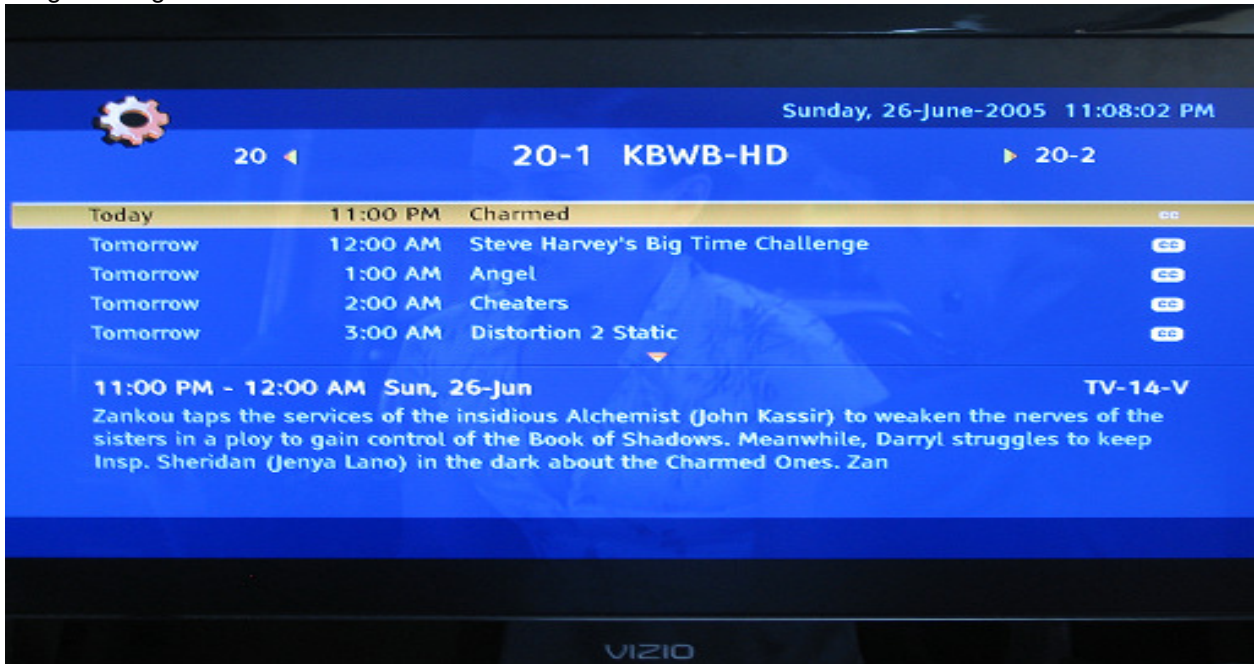 Sunday, 26-June-2005 11:08:02 PM
20 20-1 KBWB-HD 20-2
Today 11:00 PM Charmed cc
Tomorrow 12:00 AM Steve Harvey's Big Time Challenge cc
Tomorrow 1:00 AM Angel cc
Tomorrow 2:00 AM Cheaters cc
Tomorrow 3:00 AM Distortion 2 Static cc
11:00 PM - 12:00 AM Sun, 26-Jun TV-14-V
Zankou taps the services of the insidious Alchemist (John Kassir) to weaken the nerves of the
sisters in a ploy to gain control of the Book of Shadows. Meanwhile, Darryl struggles to keep
Insp. Sheridan (Jenya Lano) in the dark about the Charmed Ones. Zan
VIZIO